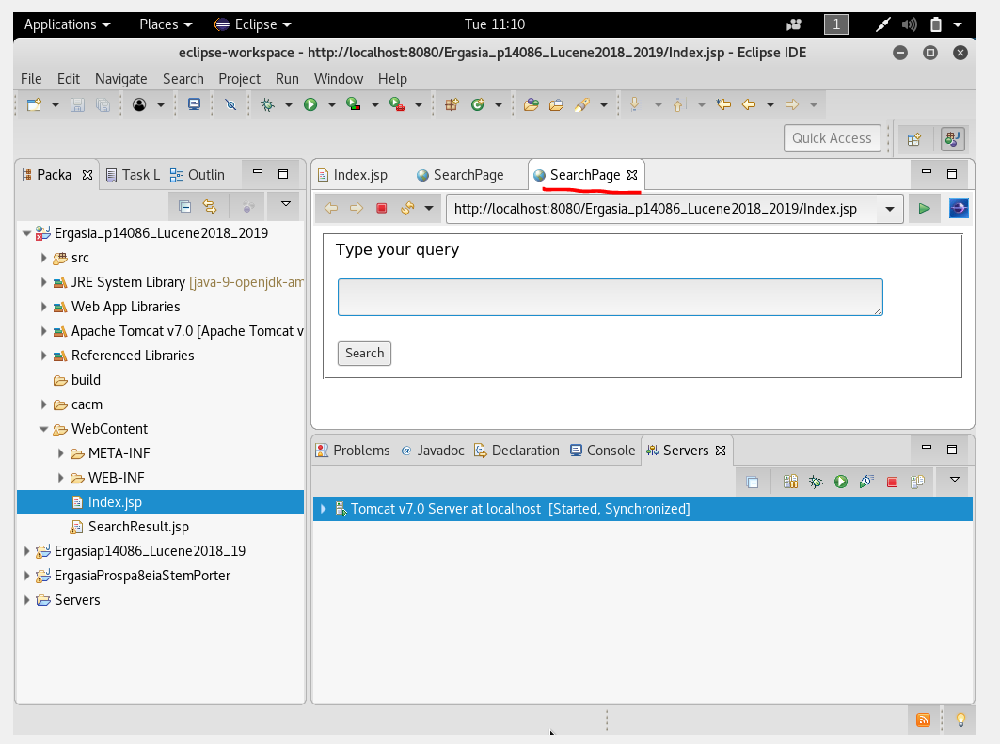 Applications Places Eclipse Tue 11:10 1
eclipse-workspace - http://localhost:8080/Ergasia_p14086_Lucene2018_2019/Index.jsp - Eclipse IDE
File Edit Navigate Search Project Run Window Help
Quick Access
Packa Task L Outlin
Ergasia_p14086_Lucene2018_2019
src
JRE System Library [java-9-openjdk-am
Web App Libraries
Apache Tomcat v7.0 [Apache Tomcat v
Referenced Libraries
build
cacm
WebContent
META-INF
WEB-INF
Index.jsp
SearchResult.jsp
Ergasiap14086_Lucene2018_19
ErgasiaProspa8eiaStemPorter
Servers
Index.jsp SearchPage SearchPage
http://localhost:8080/Ergasia_p14086_Lucene2018_2019/Index.jsp
Type your query
Search
Problems @ Javadoc Declaration Console Servers
Tomcat v7.0 Server at localhost [Started, Synchronized]